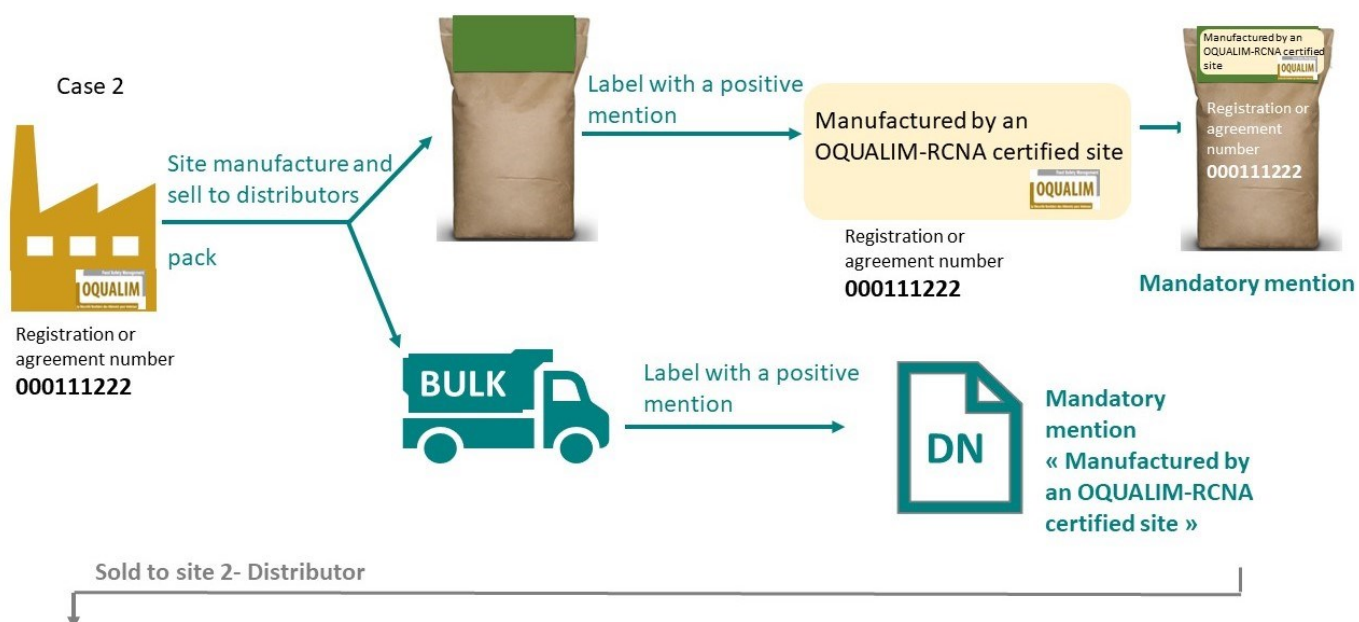 Case 2
Site manufacture and
sell to distributors
pack
OQUALIM
Registration or
agreement number
000111222
Label with a positive
mention
Manufactured by an
OQUALIM-RCNA certified site
OQUALIM
Registration or
agreement number
000111222
Manufactured by an
OQUALIM-RCNA certified
site
OQUALIM
Registration or
agreement
number
000111222
Mandatory mention
BULK
Label with a positive
mention
DN
Mandatory
mention
« Manufactured by
an OQUALIM-RCNA
certified site »
Sold to site 2- Distributor